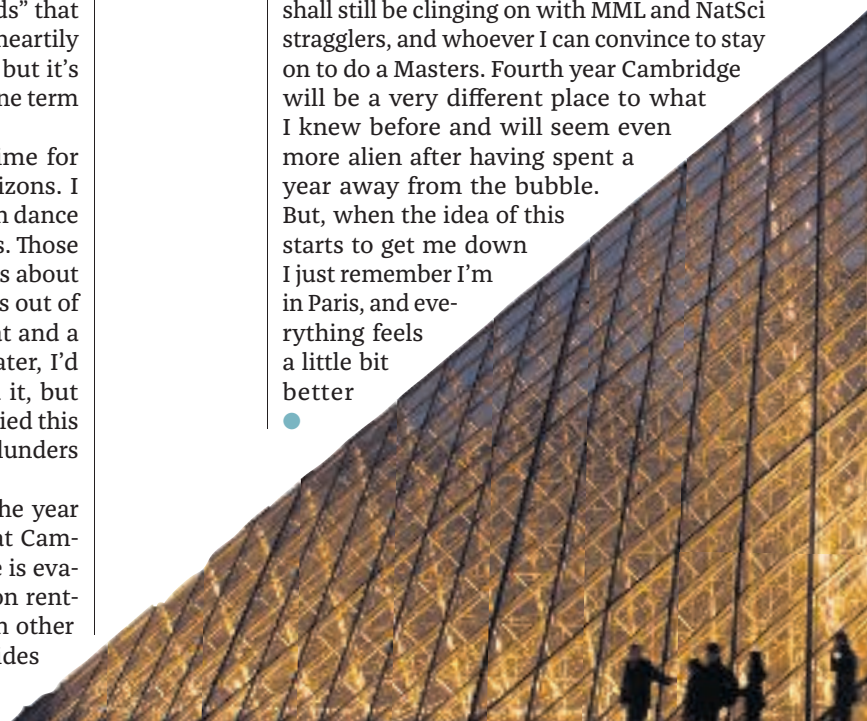 ds” that
heartily
but it’s
ne term
ime for
izons. I
n dance
s. Those
s about
s out of
at and a
ater, I’d
it, but
ied this
lunders
he year
at Cam-
e is eva-
on rent-
n other
ides
shall still be clinging on with MML and NatSci
stragglers, and whoever I can convince to stay
on to do a Masters. Fourth year Cambridge
will be a very different place to what
I knew before and will seem even
more alien after having spent a
year away from the bubble.
But, when the idea of this
starts to get me down
I just remember I’m
in Paris, and eve-
rything feels
a little bit
better